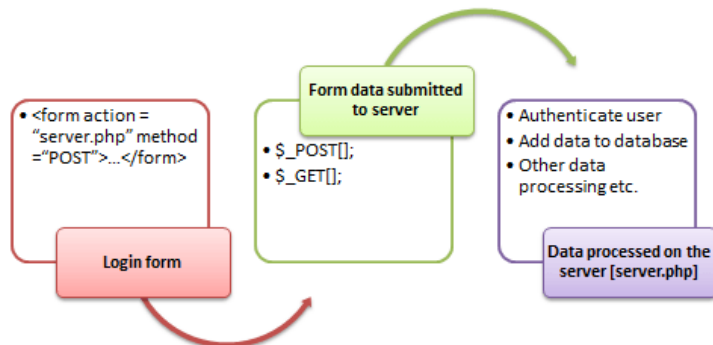 • <form action =
“server.php” method
=“POST”>...</form>
Login form
Form data submitted
to server
• $_POST[];
• $_GET[];
• Authenticate user
• Add data to database
• Other data
processing etc.
Data processed on the
server [server.php]